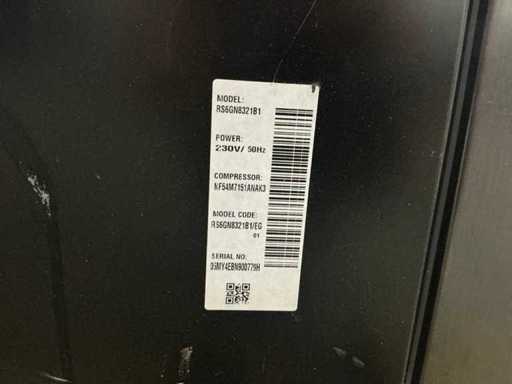 MODEL:
RS6GN8321B1
POWER:
230V/ 50Hz
COMPRESSOR:
NF54M7151ANAK3
MODEL CODE:
RS6GN8321B1/EG
01
SERIAL NO: